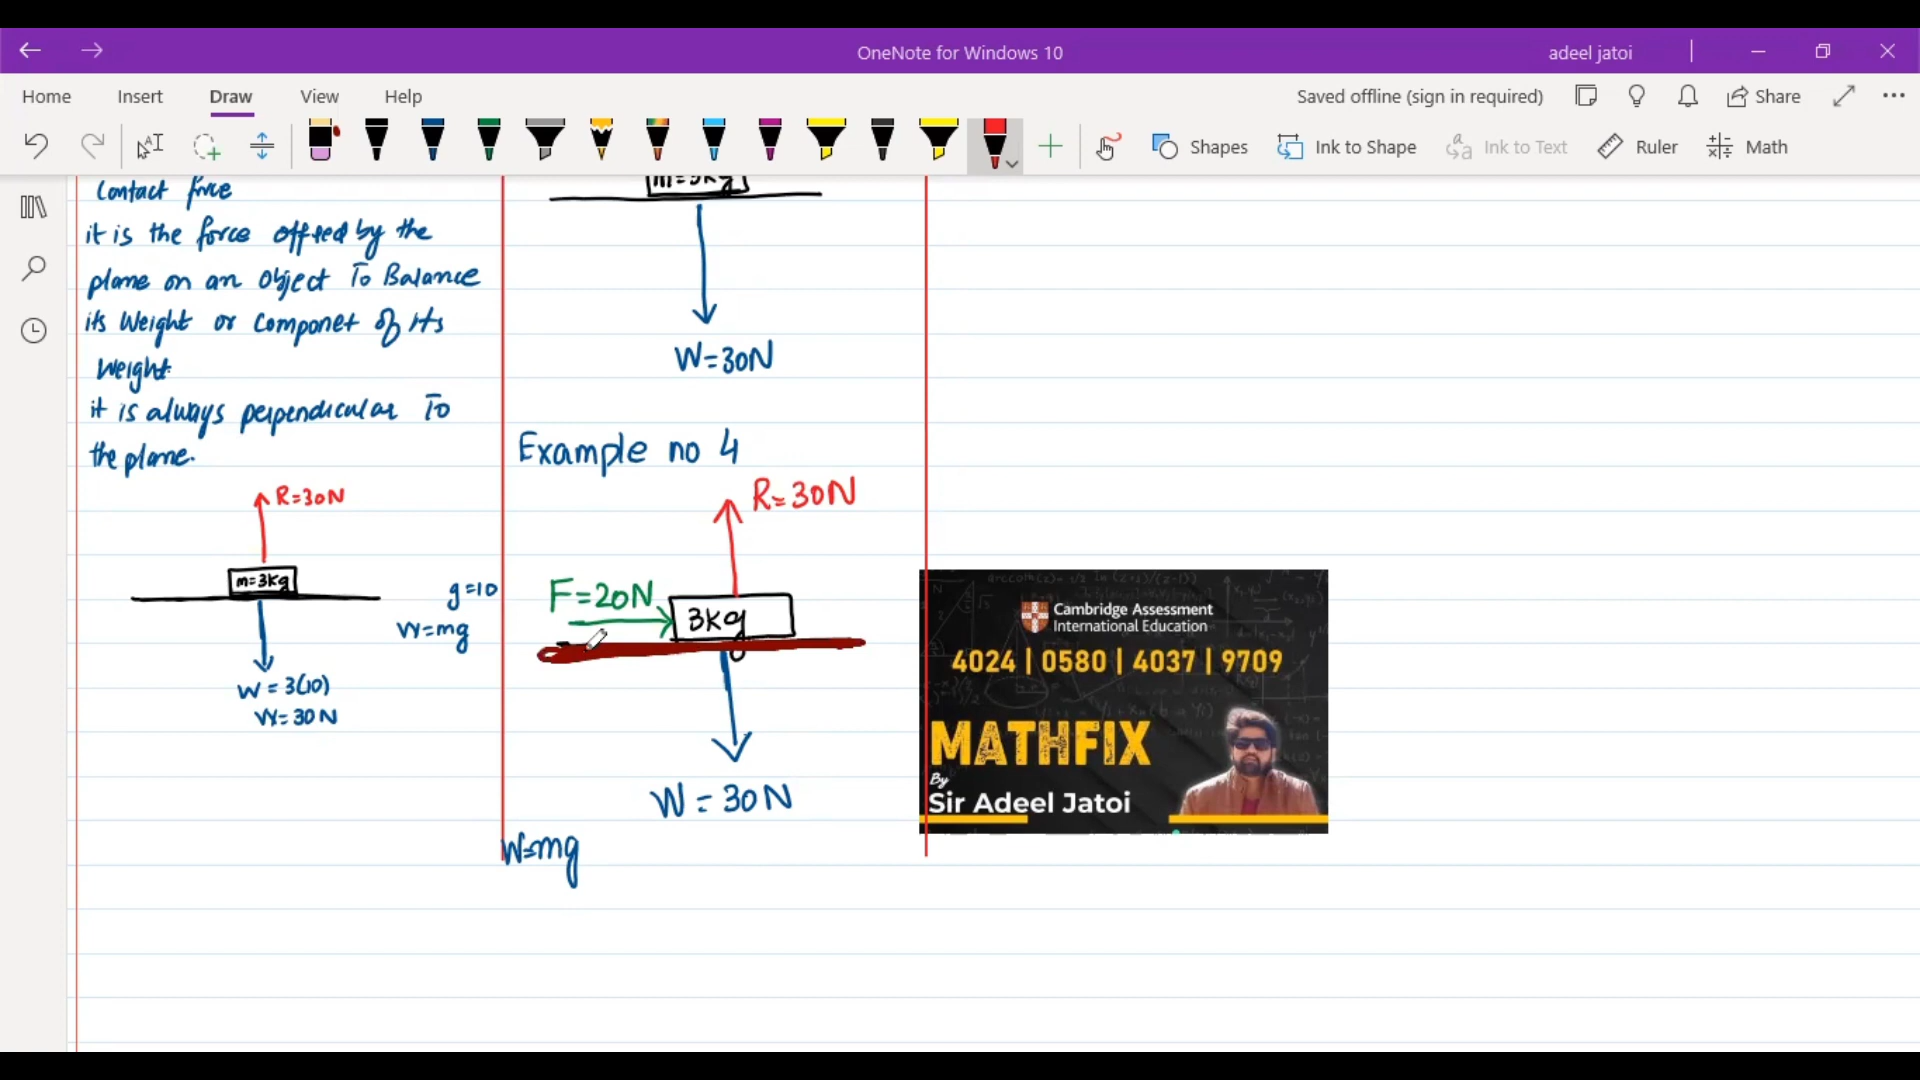 OneNote for Windows 10
adeel jatoi
Home Insert Draw View Help
Saved offline (sign in required)
Share
Shapes
Ink to Shape
Ink to Text
Ruler
Math
Contact force
it is the force offred by the
plane on an object To Balance
its Weight or Componet of its
Weight.
it is always perpendicular To
the plane.
R=30N
m=3kg
g=10
W=mg
W = 3(10)
W=30N
m=3kg
W=30N
Example no 4
R=30N
F=20N
3kg
W=30N
W=mg
Cambridge Assessment
International Education
4024 | 0580 | 4037 | 9709
MATHFIX
By
Sir Adeel Jatoi